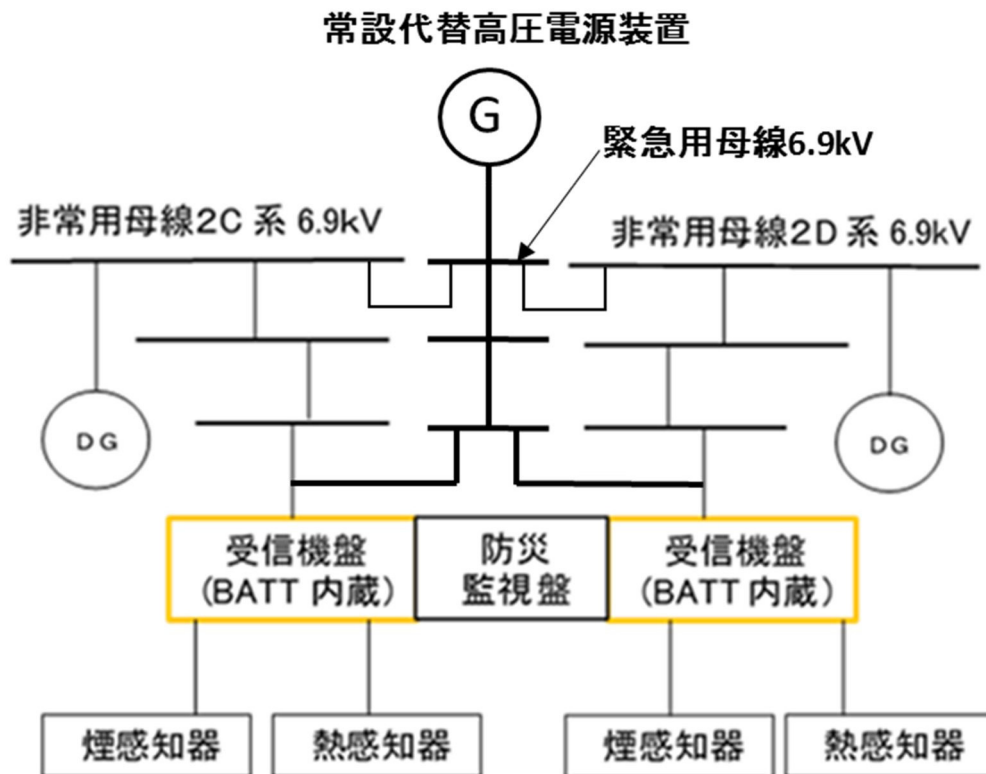 常設代替高圧電源装置
G
緊急用母線6.9kV
非常用母線2C 系 6.9kV
非常用母線2D 系 6.9kV
DG
DG
受信機盤
(BATT 内蔵)
防災
監視盤
受信機盤
(BATT 内蔵)
煙感知器
熱感知器
煙感知器
熱感知器